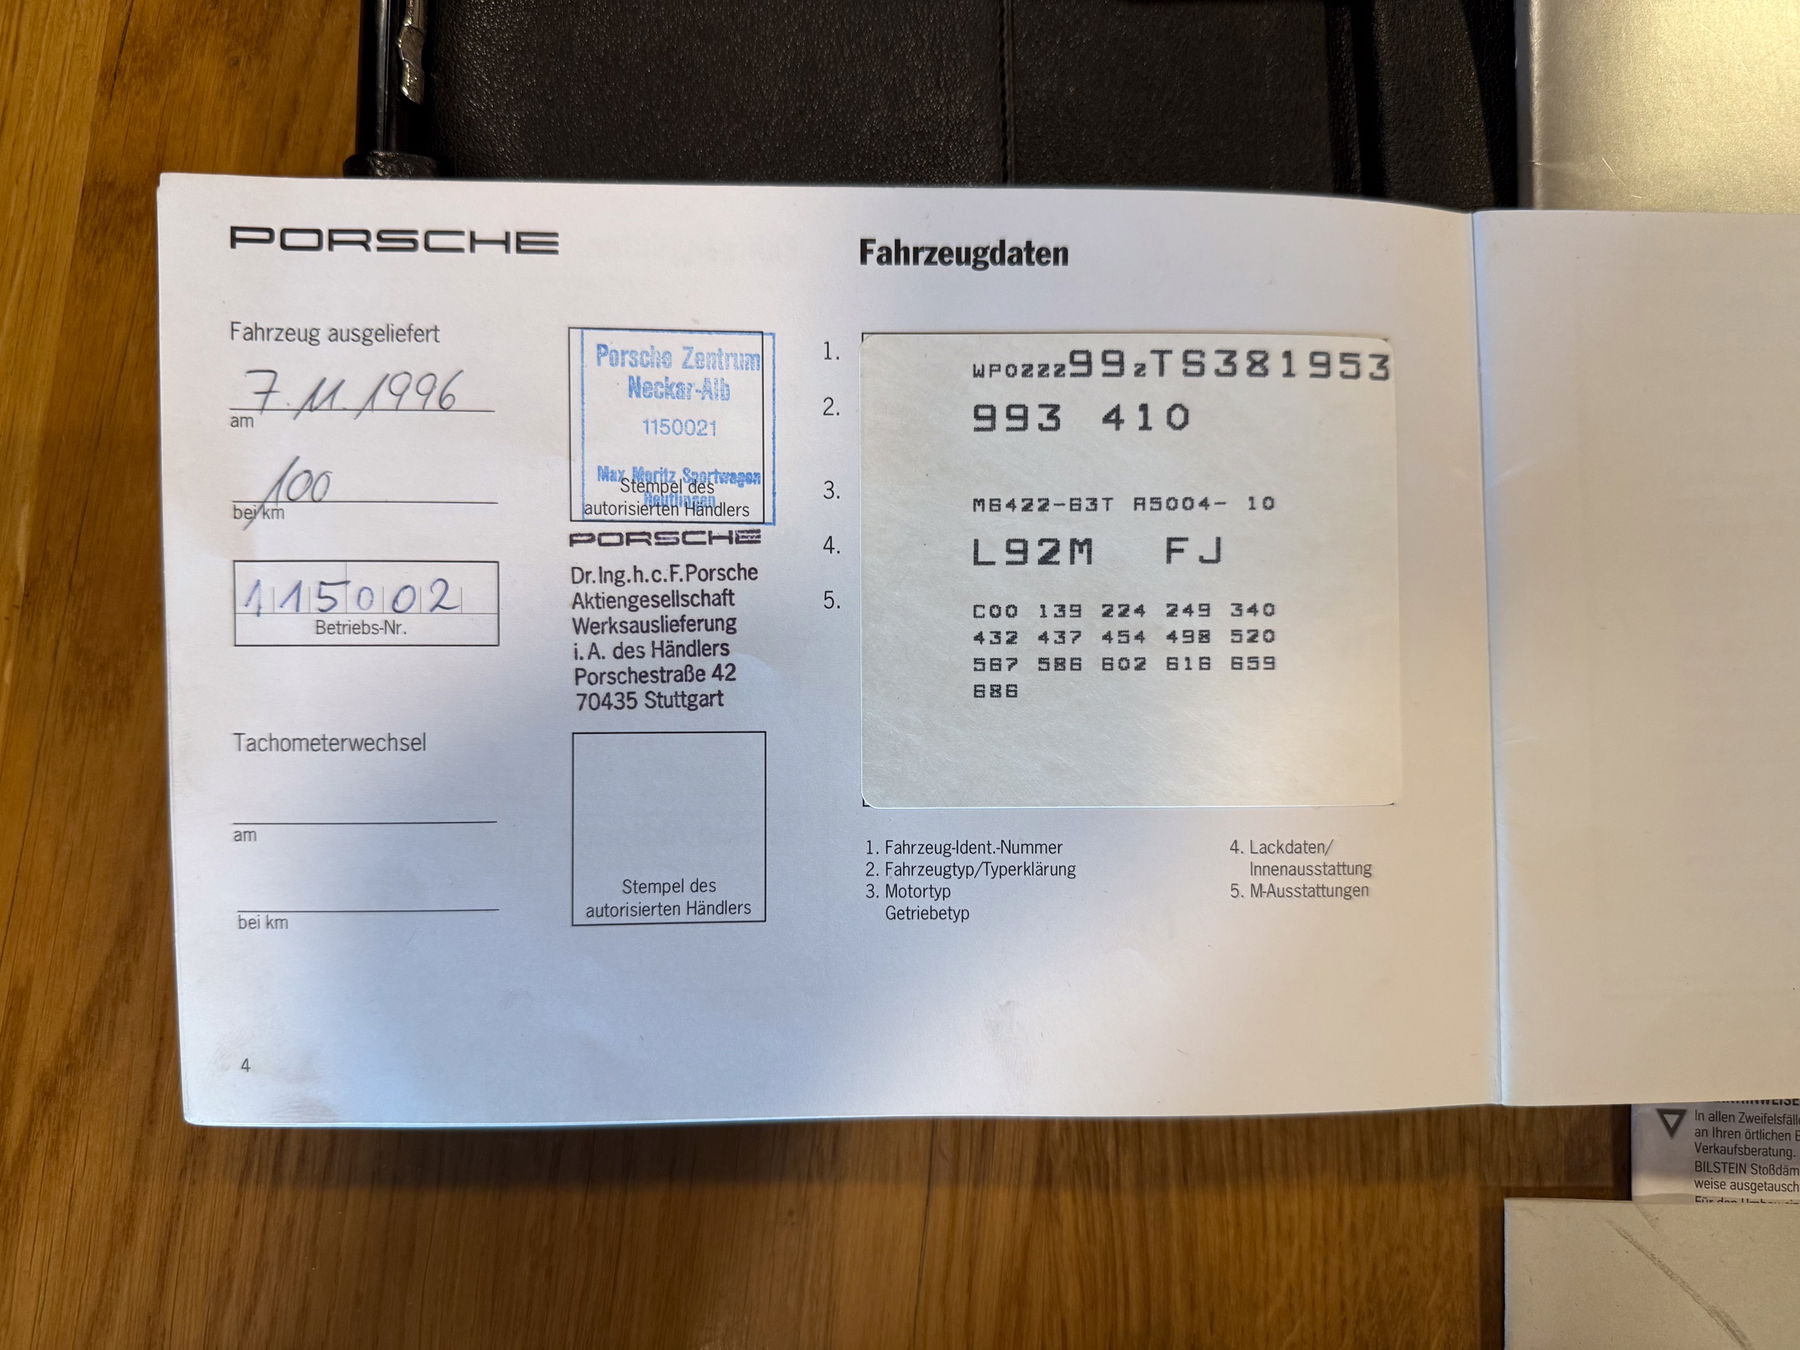 PORSCHE
Fahrzeugdaten
Fahrzeug ausgeliefert
7.11.1996
am
100
bei km
115002
Betriebs-Nr.
Porsche Zentrum
Neckar-Alb
1150021
Max Moritz Sportwagen
Reutlingen
Stempel des
autorisierten Händlers
PORSCHE
Dr.Ing.h.c.F.Porsche
Aktiengesellschaft
Werksauslieferung
i.A. des Händlers
Porschestraße 42
70435 Stuttgart
Tachometerwechsel
am
bei km
Stempel des
autorisierten Händlers
1. WP0ZZZ99ZTS381953
2. 993 410
3. M6422-63T A5004- 10
4. L92M FJ
5. C00 139 224 249 340
432 437 454 498 520
567 586 602 616 659
686
1. Fahrzeug-Ident.-Nummer
2. Fahrzeugtyp/Typerklärung
3. Motortyp
Getriebetyp
4. Lackdaten/
Innenausstattung
5. M-Ausstattungen
4
In allen Zweifelsfäll
an Ihren örtlichen
Verkaufsberatung.
BILSTEIN Stoßdäm
weise ausgetausch